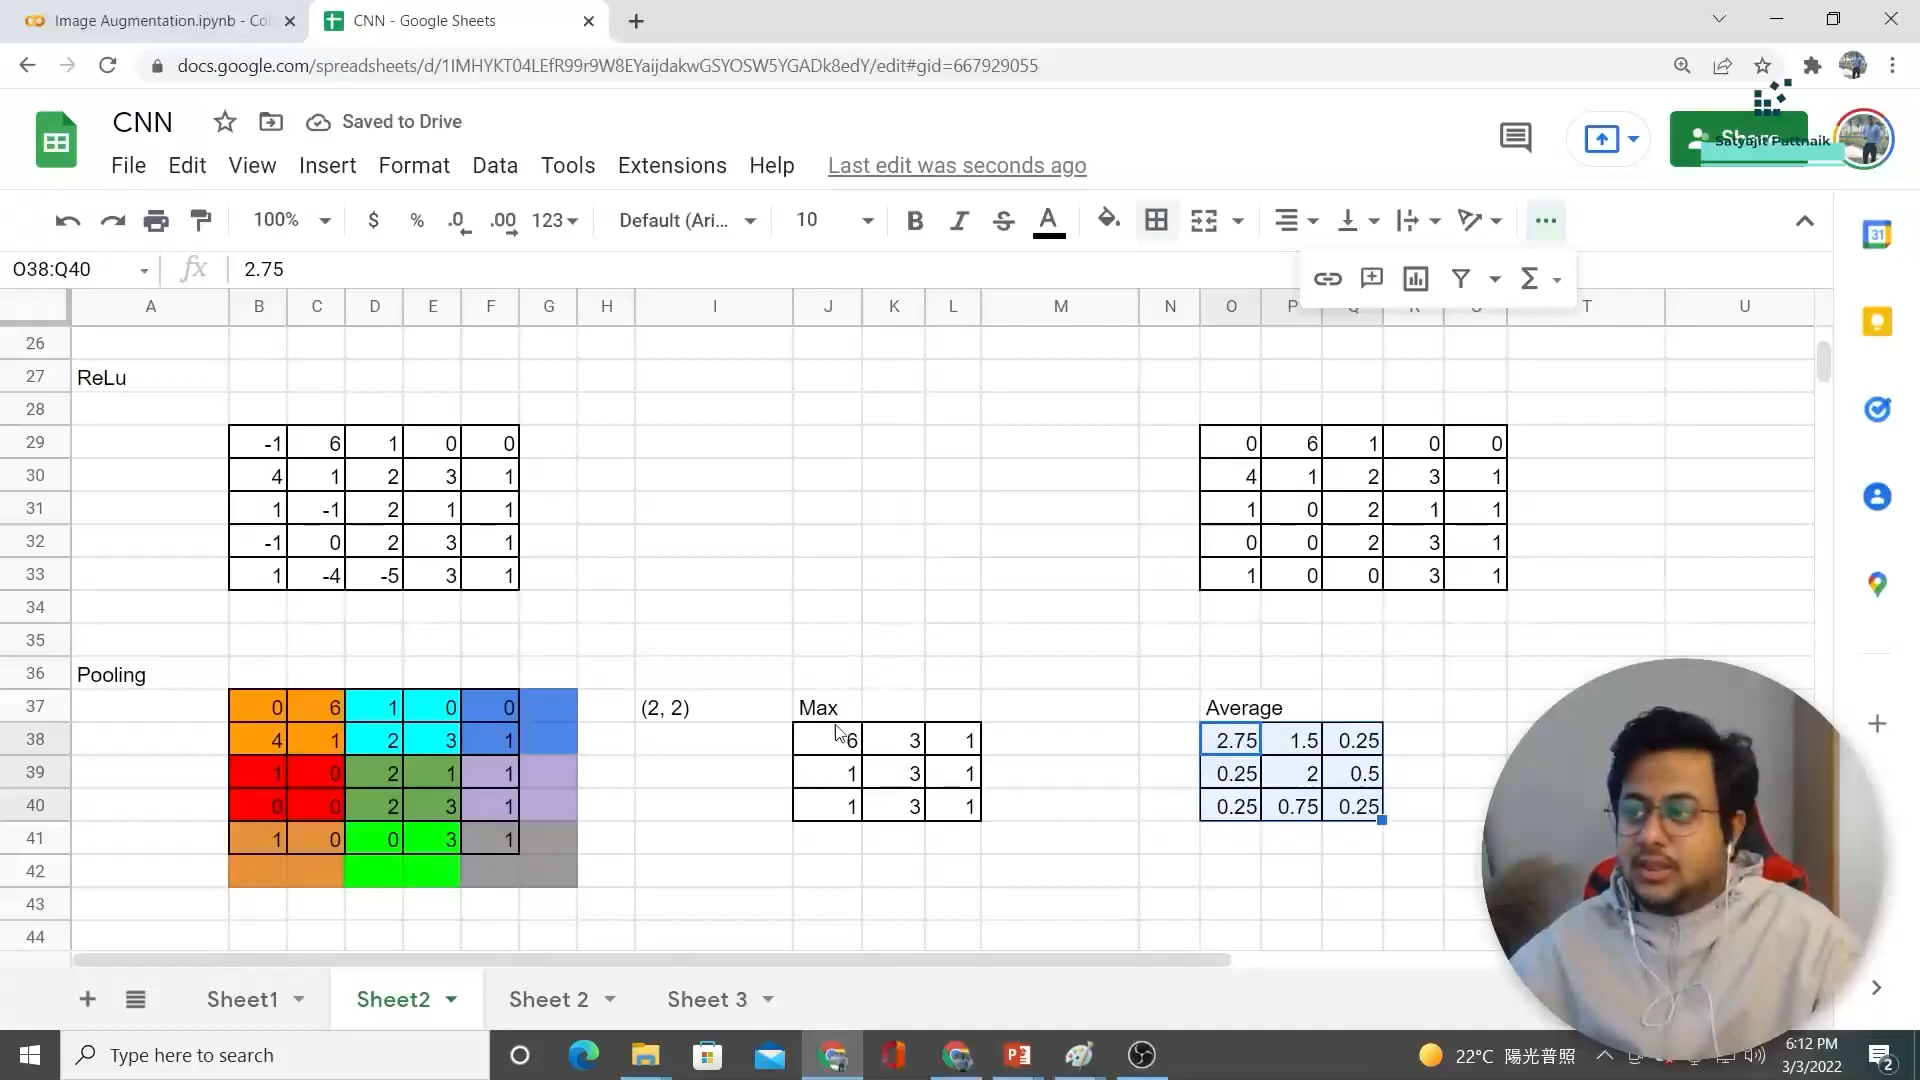 Image Augmentation.ipynb - Col
CNN - Google Sheets
docs.google.com/spreadsheets/d/1IMHYKT04LEfR99r9W8EYaijdakwGSYOSW5YGADk8edY/edit#gid=667929055
CNN
Saved to Drive
Share
Satyajit Pattnaik
File Edit View Insert Format Data Tools Extensions Help Last edit was seconds ago
100% $ % .0 .00 123 Default (Ari... 10 B I S A
O38:Q40 fx 2.75
A B C D E F G H I J K L M N O P Q R S T U
26
27 ReLu
28
29 -1 6 1 0 0 0 6 1 0 0
30 4 1 2 3 1 4 1 2 3 1
31 1 -1 2 1 1 1 0 2 1 1
32 -1 0 2 3 1 0 0 2 3 1
33 1 -4 -5 3 1 1 0 0 3 1
34
35
36 Pooling
37 0 6 1 0 0 (2, 2) Max Average
38 4 1 2 3 1 6 3 1 2.75 1.5 0.25
39 1 0 2 1 1 1 3 1 0.25 2 0.5
40 0 0 2 3 1 1 3 1 0.25 0.75 0.25
41 1 0 0 3 1
42
43
44
Sheet1 Sheet2 Sheet 2 Sheet 3
Type here to search
22°C 陽光普照
6:12 PM
3/3/2022
2
31